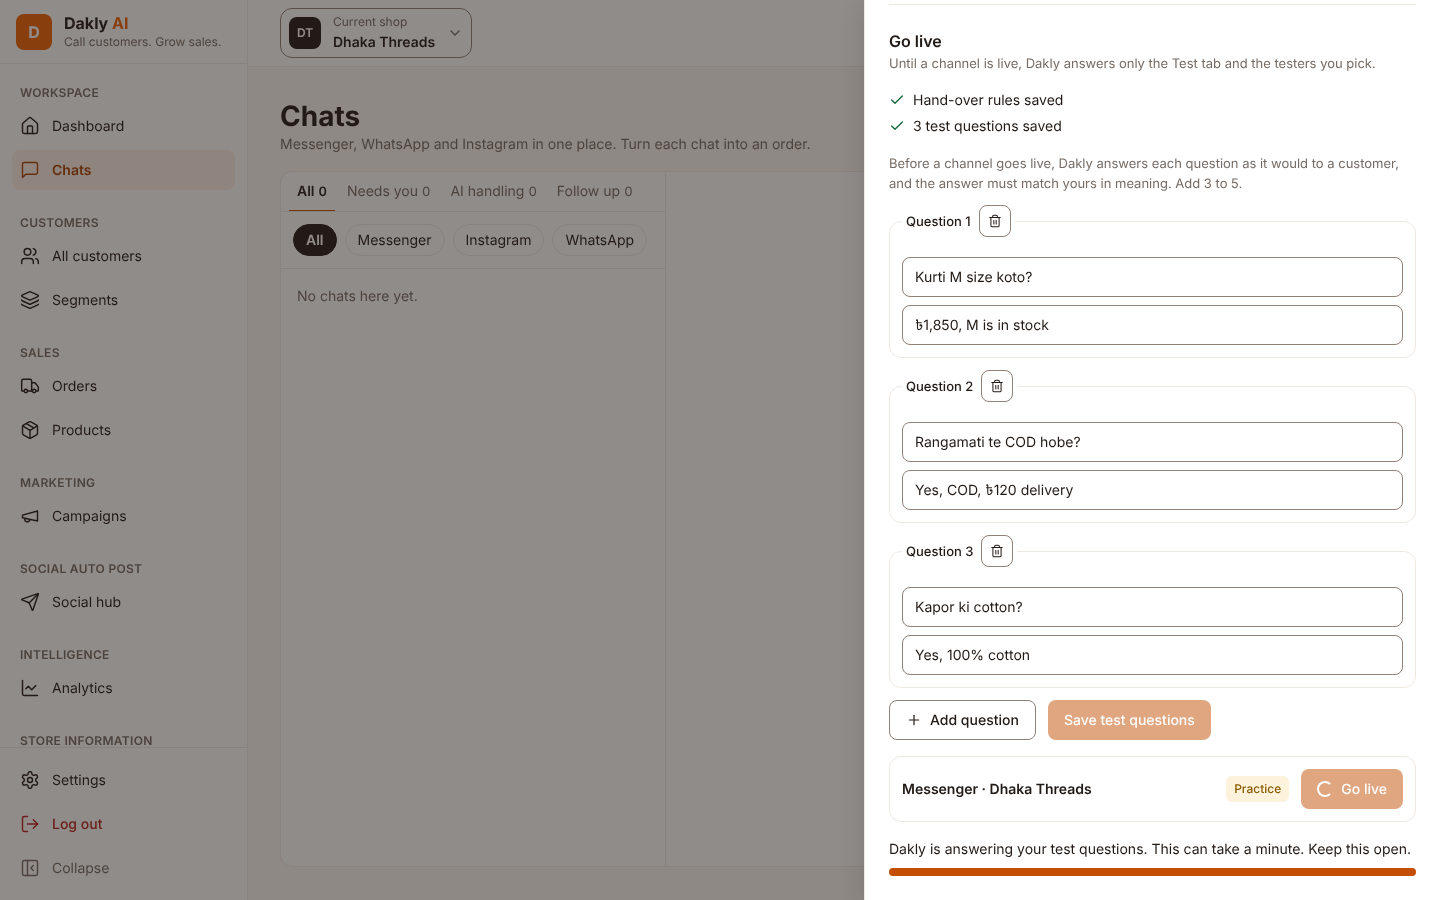 D
Dakly AI
Call customers. Grow sales.
WORKSPACE
Dashboard
Chats
CUSTOMERS
All customers
Segments
SALES
Orders
Products
MARKETING
Campaigns
SOCIAL AUTO POST
Social hub
INTELLIGENCE
Analytics
STORE INFORMATION
Settings
Log out
Collapse
DT
Current shop
Dhaka Threads
Chats
Messenger, WhatsApp and Instagram in one place. Turn each chat into an order.
All 0 Needs you 0 AI handling 0 Follow up 0
All Messenger Instagram WhatsApp
No chats here yet.
Go live
Until a channel is live, Dakly answers only the Test tab and the testers you pick.
Hand-over rules saved
3 test questions saved
Before a channel goes live, Dakly answers each question as it would to a customer,
and the answer must match yours in meaning. Add 3 to 5.
Question 1
Kurti M size koto?
৳1,850, M is in stock
Question 2
Rangamati te COD hobe?
Yes, COD, ৳120 delivery
Question 3
Kapor ki cotton?
Yes, 100% cotton
Add question Save test questions
Messenger · Dhaka Threads Practice Go live
Dakly is answering your test questions. This can take a minute. Keep this open.